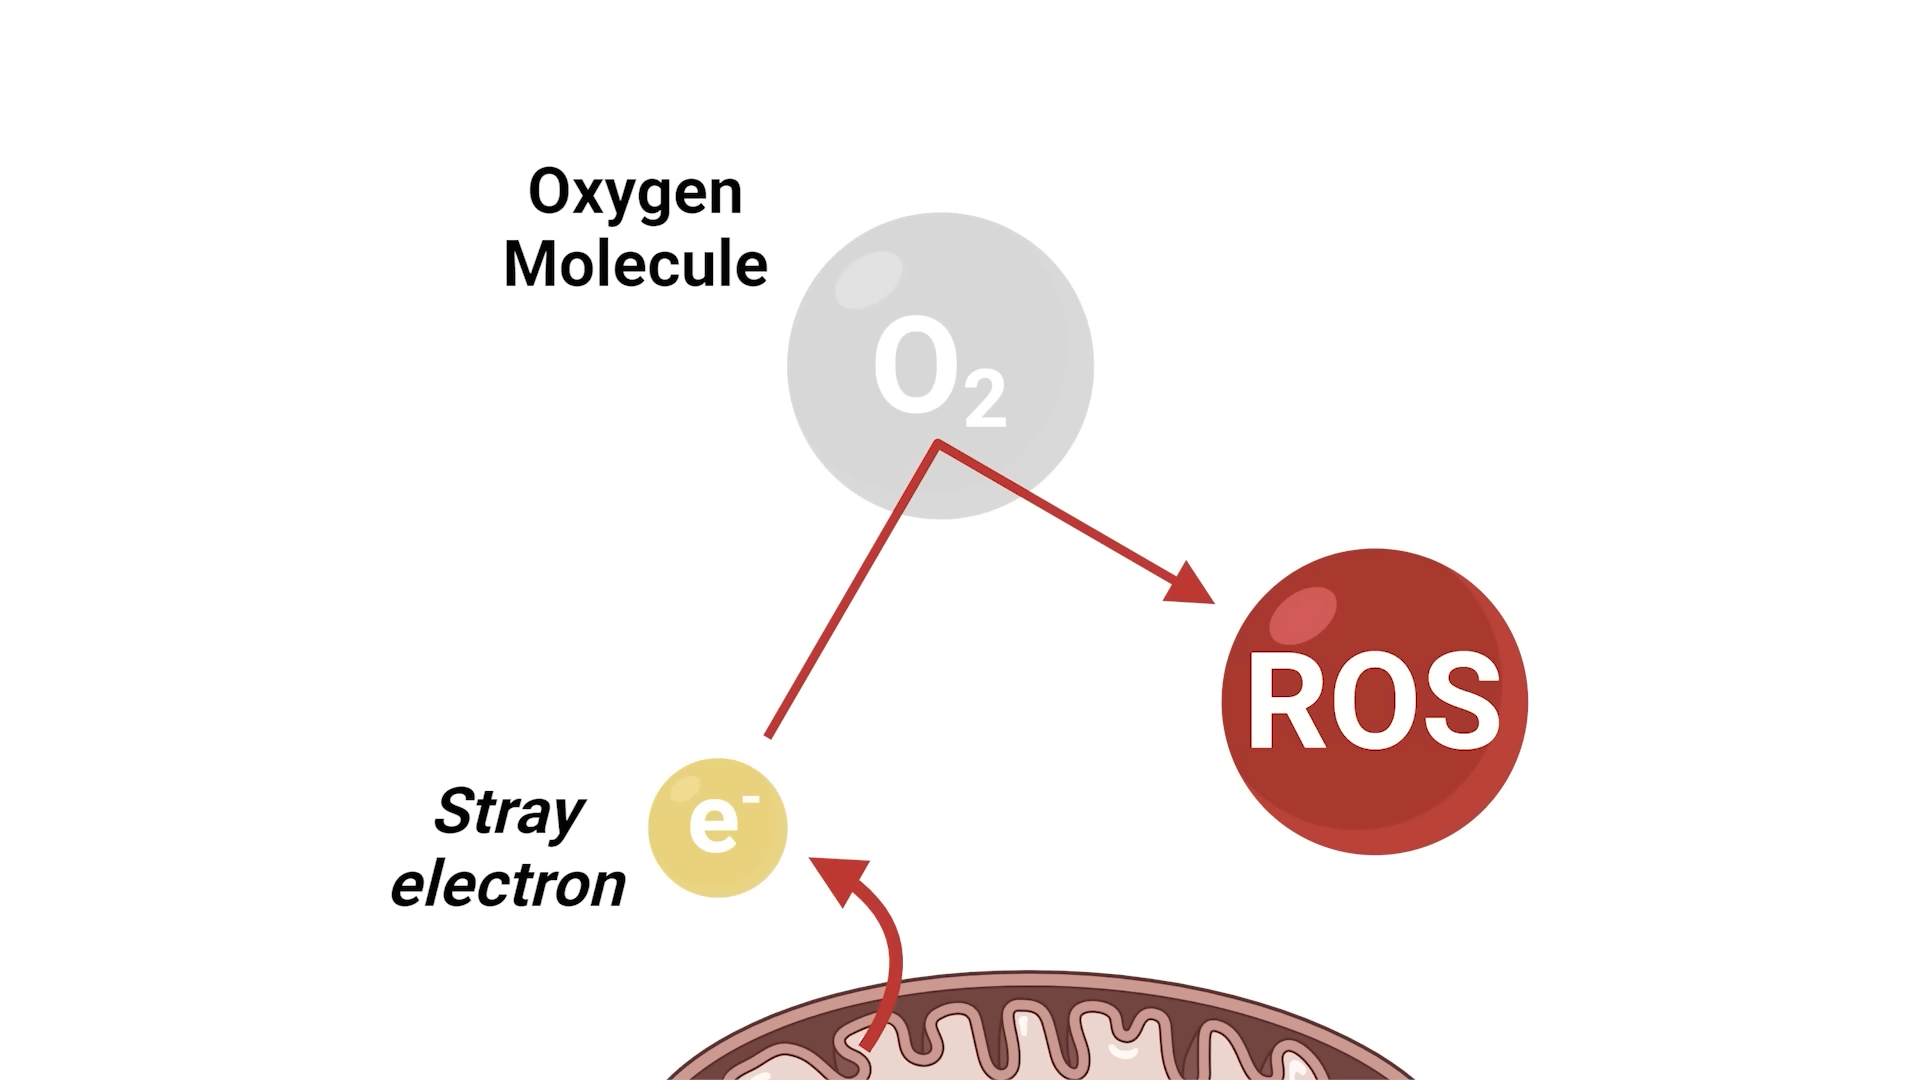 Oxygen
Molecule
O₂
ROS
e⁻
Stray
electron